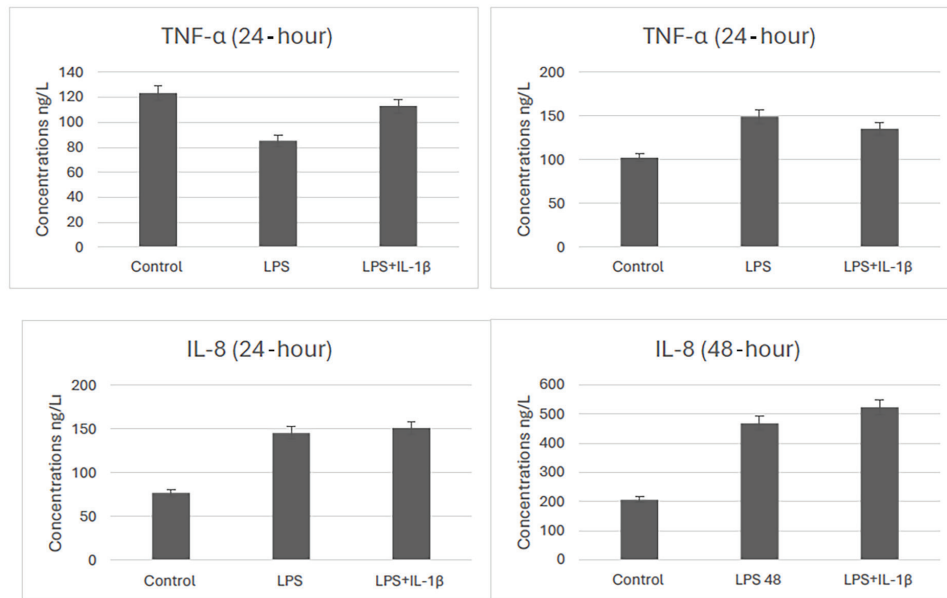 TNF-α (24-hour)
Concentrations ng/L
140
120
100
80
60
40
20
0
Control LPS LPS+IL-1β
TNF-α (24-hour)
Concentrations ng/L
200
150
100
50
0
Control LPS LPS+IL-1β
IL-8 (24-hour)
Concentrations ng/Lı
200
150
100
50
0
Control LPS LPS+IL-1β
IL-8 (48-hour)
Concentrations ng/L
600
500
400
300
200
100
0
Control LPS 48 LPS+IL-1β